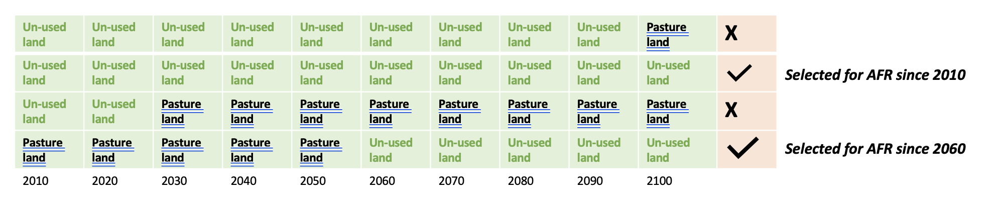 Un-used Un-used Un-used Un-used Un-used Un-used Un-used Un-used Un-used Pasture X
land land land land land land land land land land
Un-used Un-used Un-used Un-used Un-used Un-used Un-used Un-used Un-used Un-used
land land land land land land land land land land
Selected for AFR since 2010
Un-used Un-used Pasture Pasture Pasture Pasture Pasture Pasture Pasture Pasture X
land land land land land land land land land land
Pasture Pasture Pasture Pasture Pasture Un-used Un-used Un-used Un-used Un-used
land land land land land land land land land land
Selected for AFR since 2060
2010 2020 2030 2040 2050 2060 2070 2080 2090 2100